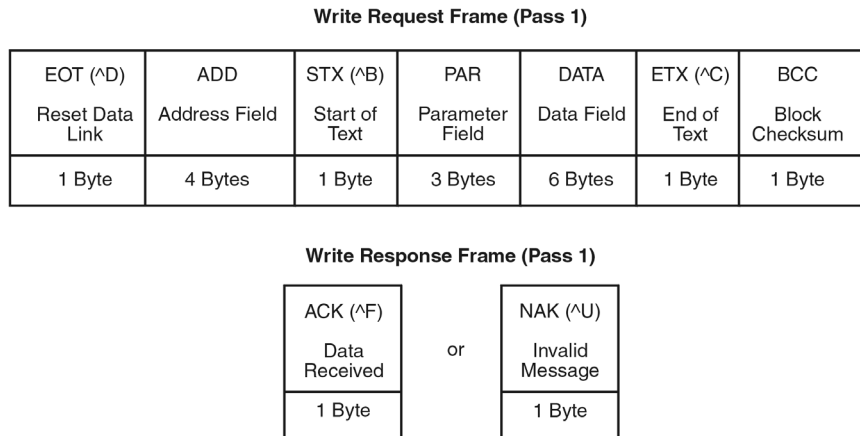 Write Request Frame (Pass 1)
EOT (^D) ADD STX (^B) PAR DATA ETX (^C) BCC
Reset Data Address Field Start of Parameter Data Field End of Block
Link Text Field Text Checksum
1 Byte 4 Bytes 1 Byte 3 Bytes 6 Bytes 1 Byte 1 Byte
Write Response Frame (Pass 1)
ACK (^F) NAK (^U)
Data or Invalid
Received Message
1 Byte 1 Byte